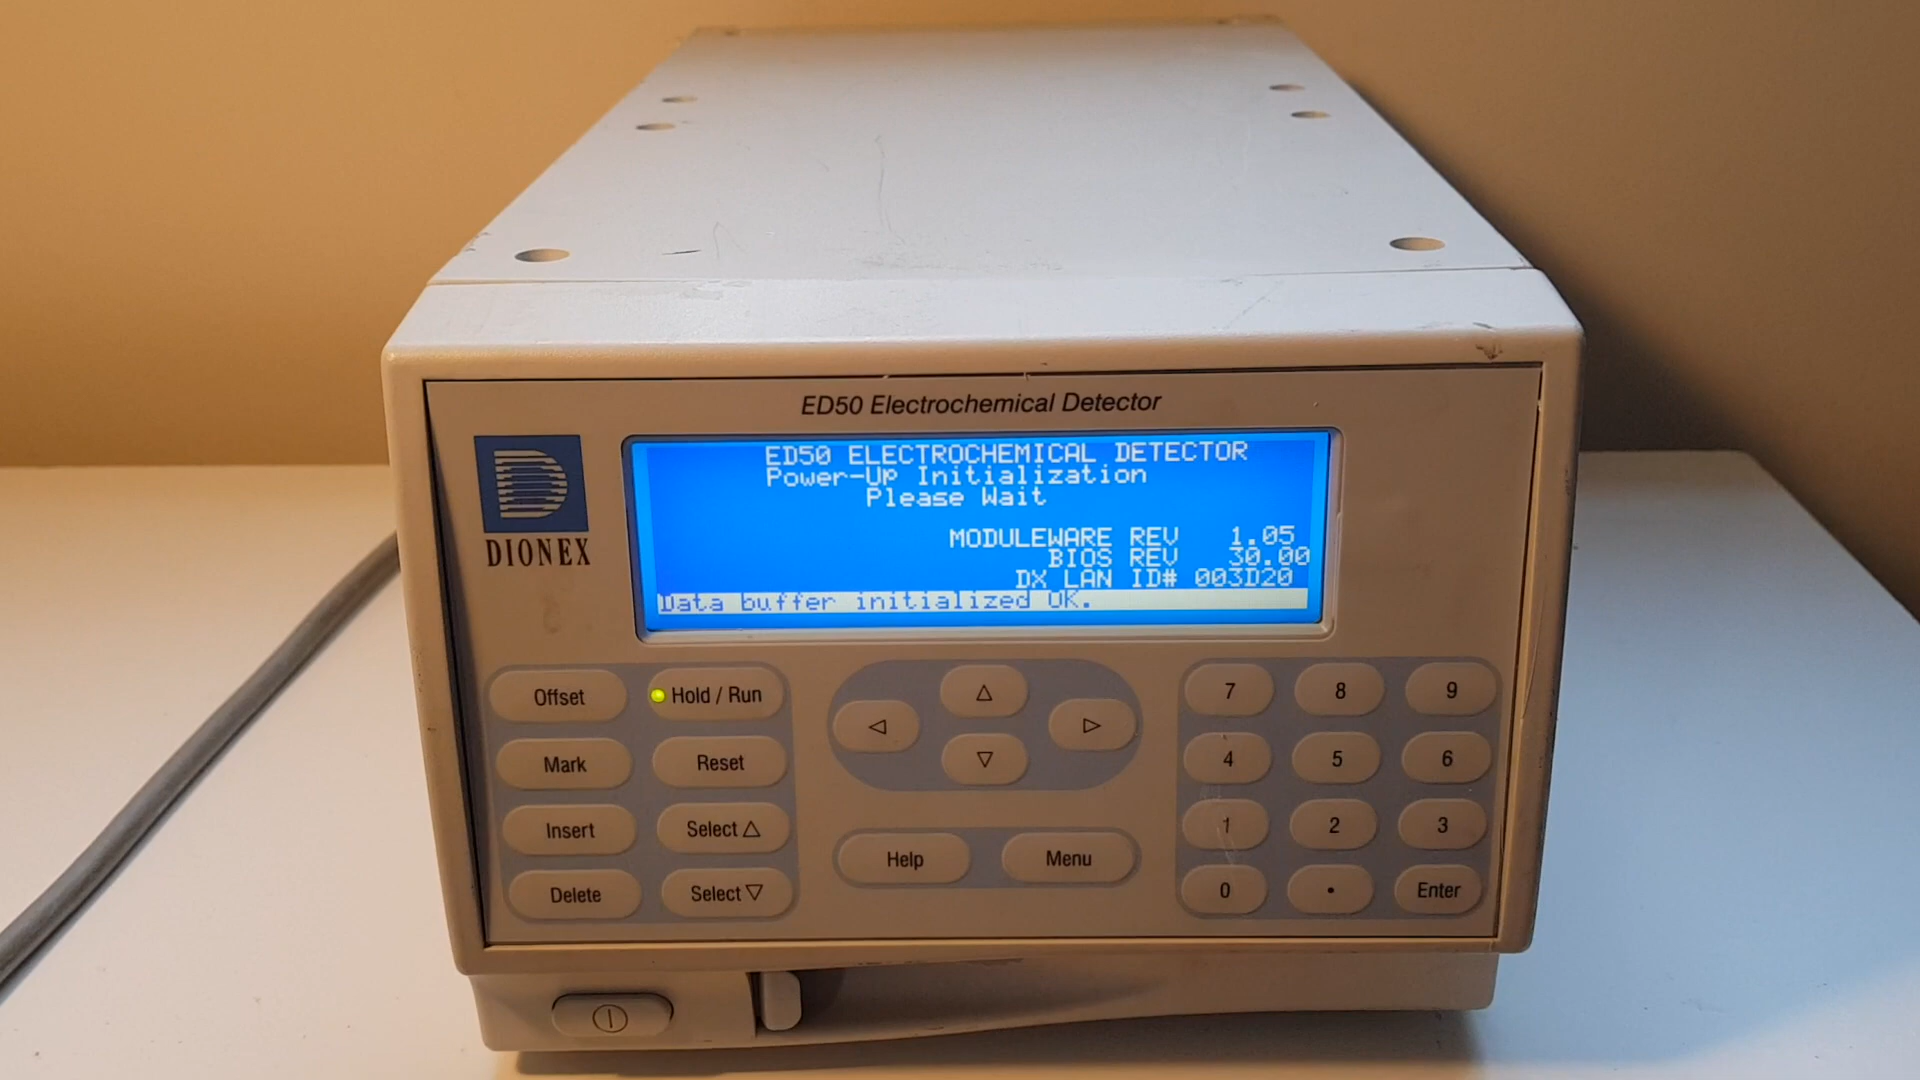 ED50 Electrochemical Detector
DIONEX
ED50 ELECTROCHEMICAL DETECTOR
Power-Up Initialization
Please Wait
MODULEWARE REV 1.05
BIOS REV 30.00
DX LAN ID# 003D20
Data buffer initialized OK.
Offset
Hold / Run
Mark
Reset
Insert
Select △
Delete
Select ▽
Help
Menu
7 8 9
4 5 6
1 2 3
0 • Enter